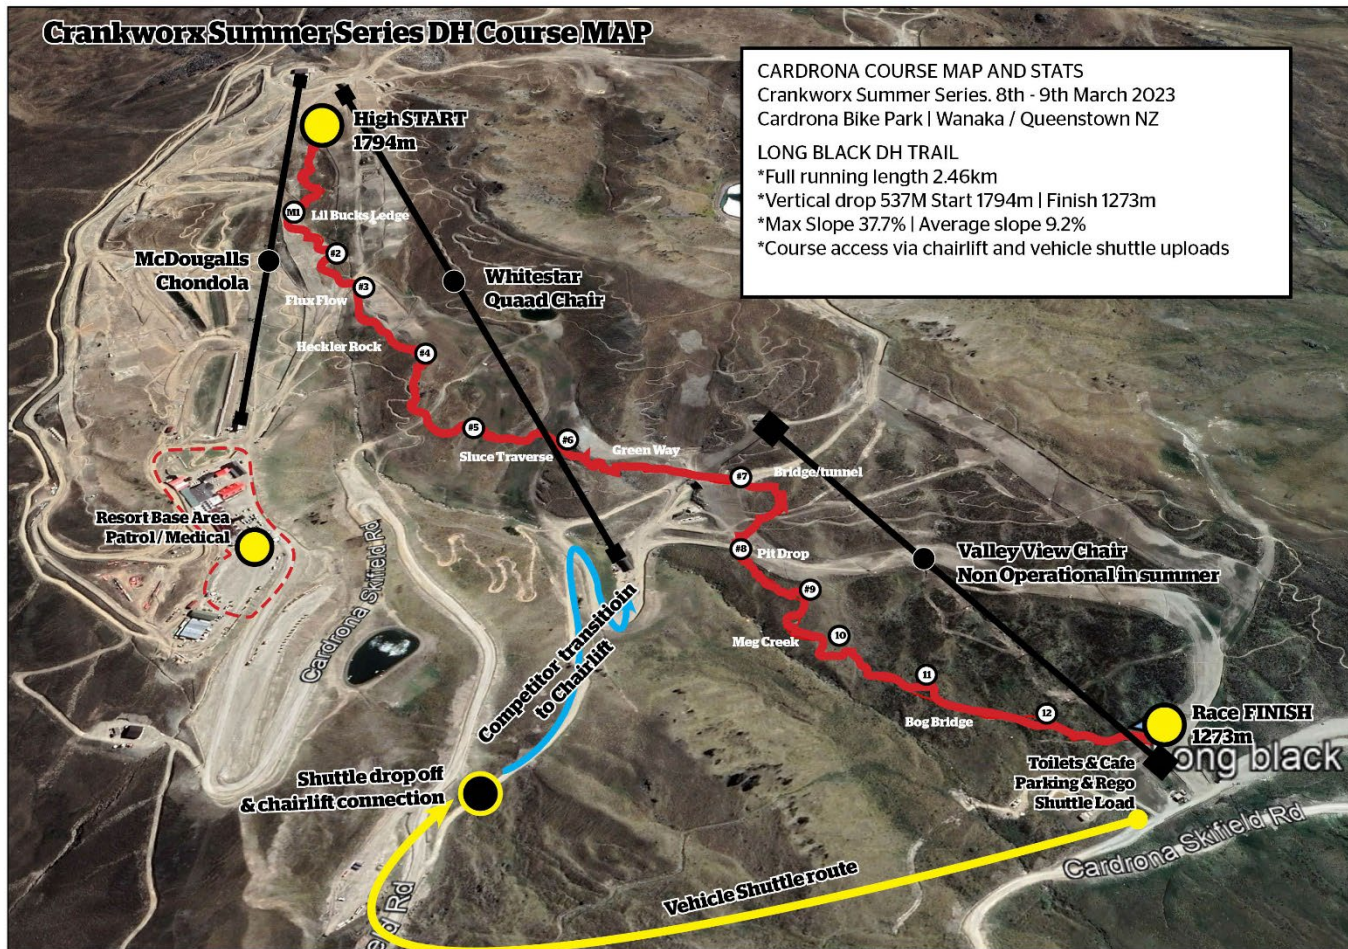 Crankworx Summer Series DH Course MAP
CARDRONA COURSE MAP AND STATS
Crankworx Summer Series. 8th - 9th March 2023
Cardrona Bike Park | Wanaka / Queenstown NZ
LONG BLACK DH TRAIL
*Full running length 2.46km
*Vertical drop 537M Start 1794m | Finish 1273m
*Max Slope 37.7% | Average slope 9.2%
*Course access via chairlift and vehicle shuttle uploads
High START
1794m
M1
Lil Bucks Ledge
#2
McDougalls
Chondola
Whitestar
Quaad Chair
#3
Flux Flow
Heckler Rock
#4
#5
#6
Sluce Traverse
Green Way
#7
Bridge/tunnel
Resort Base Area
Patrol / Medical
Cardrona Skifield Rd
#8
Pit Drop
Valley View Chair
Non Operational in summer
#9
Meg Creek
10
11
Bog Bridge
12
Competitor transitioin
to Chairlift
Race FINISH
1273m
ong black
Toilets & Cafe
Parking & Rego
Shuttle Load
Shuttle drop off
& chairlift connection
Cardrona Skifield Rd
Vehicle Shuttle route
eld Rd